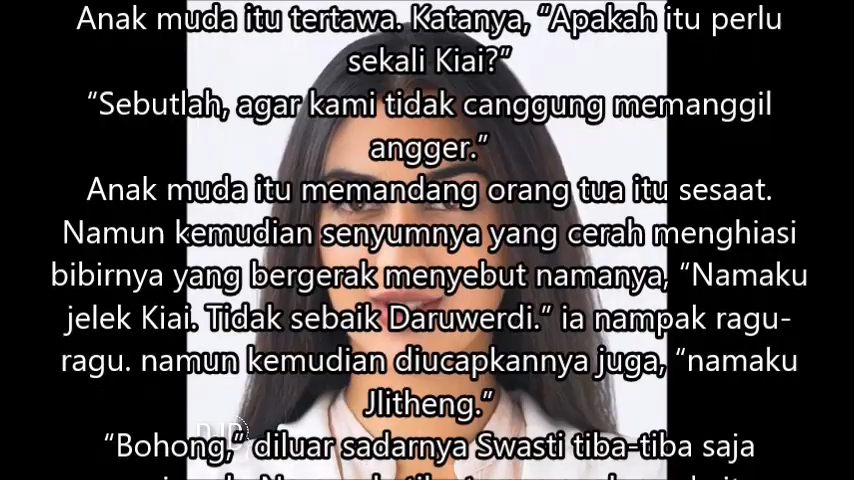 Anak muda itu tertawa. Katanya, “Apakah itu perlu
sekali Kiai?”
“Sebutlah, agar kami tidak canggung memanggil
angger.”
Anak muda itu memandang orang tua itu sesaat.
Namun kemudian senyumnya yang cerah menghiasi
bibirnya yang bergerak menyebut namanya, “Namaku
jelek Kiai. Tidak sebaik Daruwerdi.” ia nampak ragu-
ragu. namun kemudian diucapkannya juga, “namaku
Jlitheng.”
“Bohong,” diluar sadarnya Swasti tiba-tiba saja